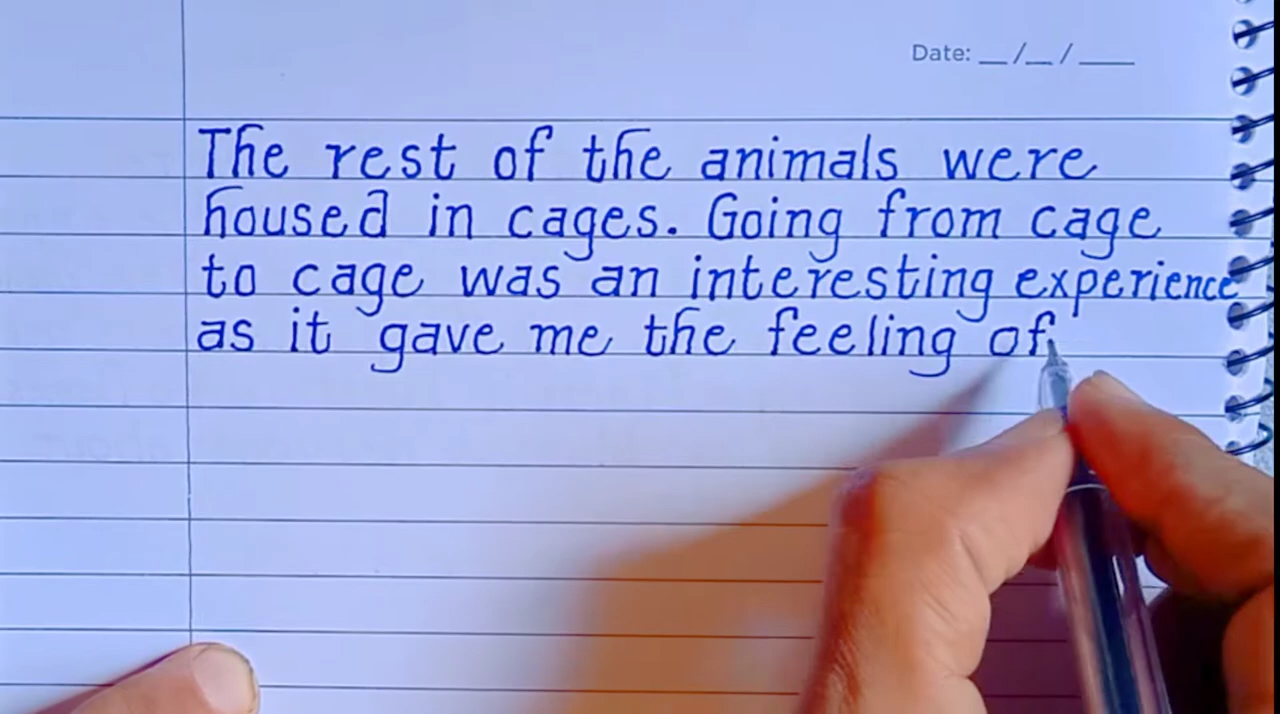 Date: __/__/____
The rest of the animals were
housed in cages. Going from cage
to cage was an interesting experience
as it gave me the feeling of